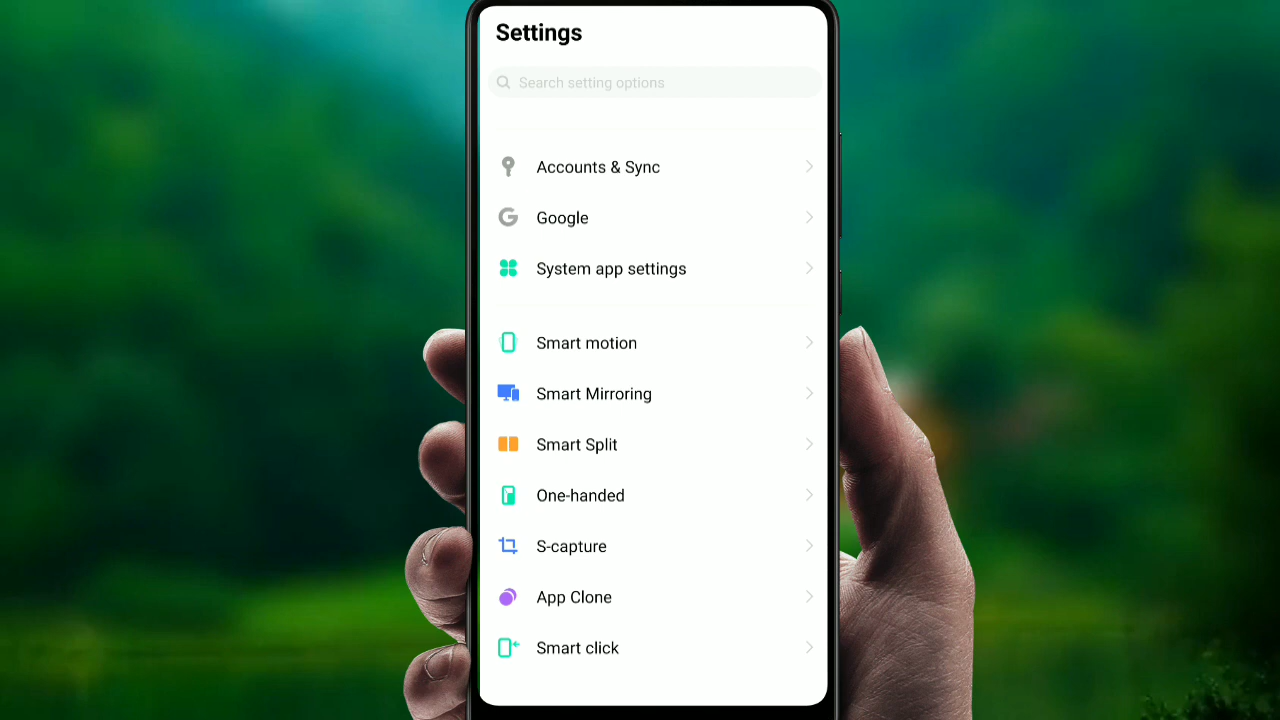 Settings
Search setting options
Accounts & Sync
Google
System app settings
Smart motion
Smart Mirroring
Smart Split
One-handed
S-capture
App Clone
Smart click